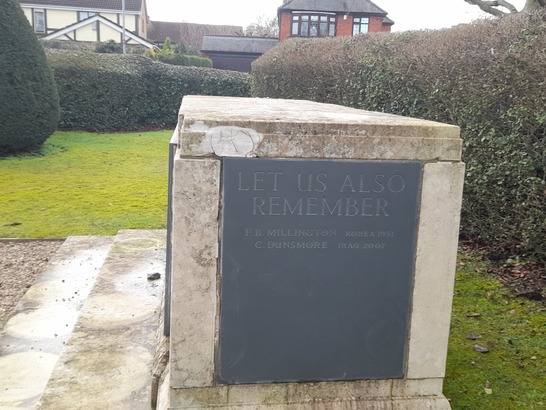 LET US ALSO
REMEMBER
F.B. MILLINGTON KOREA 1951
C. DUNSMORE IRAQ 2007